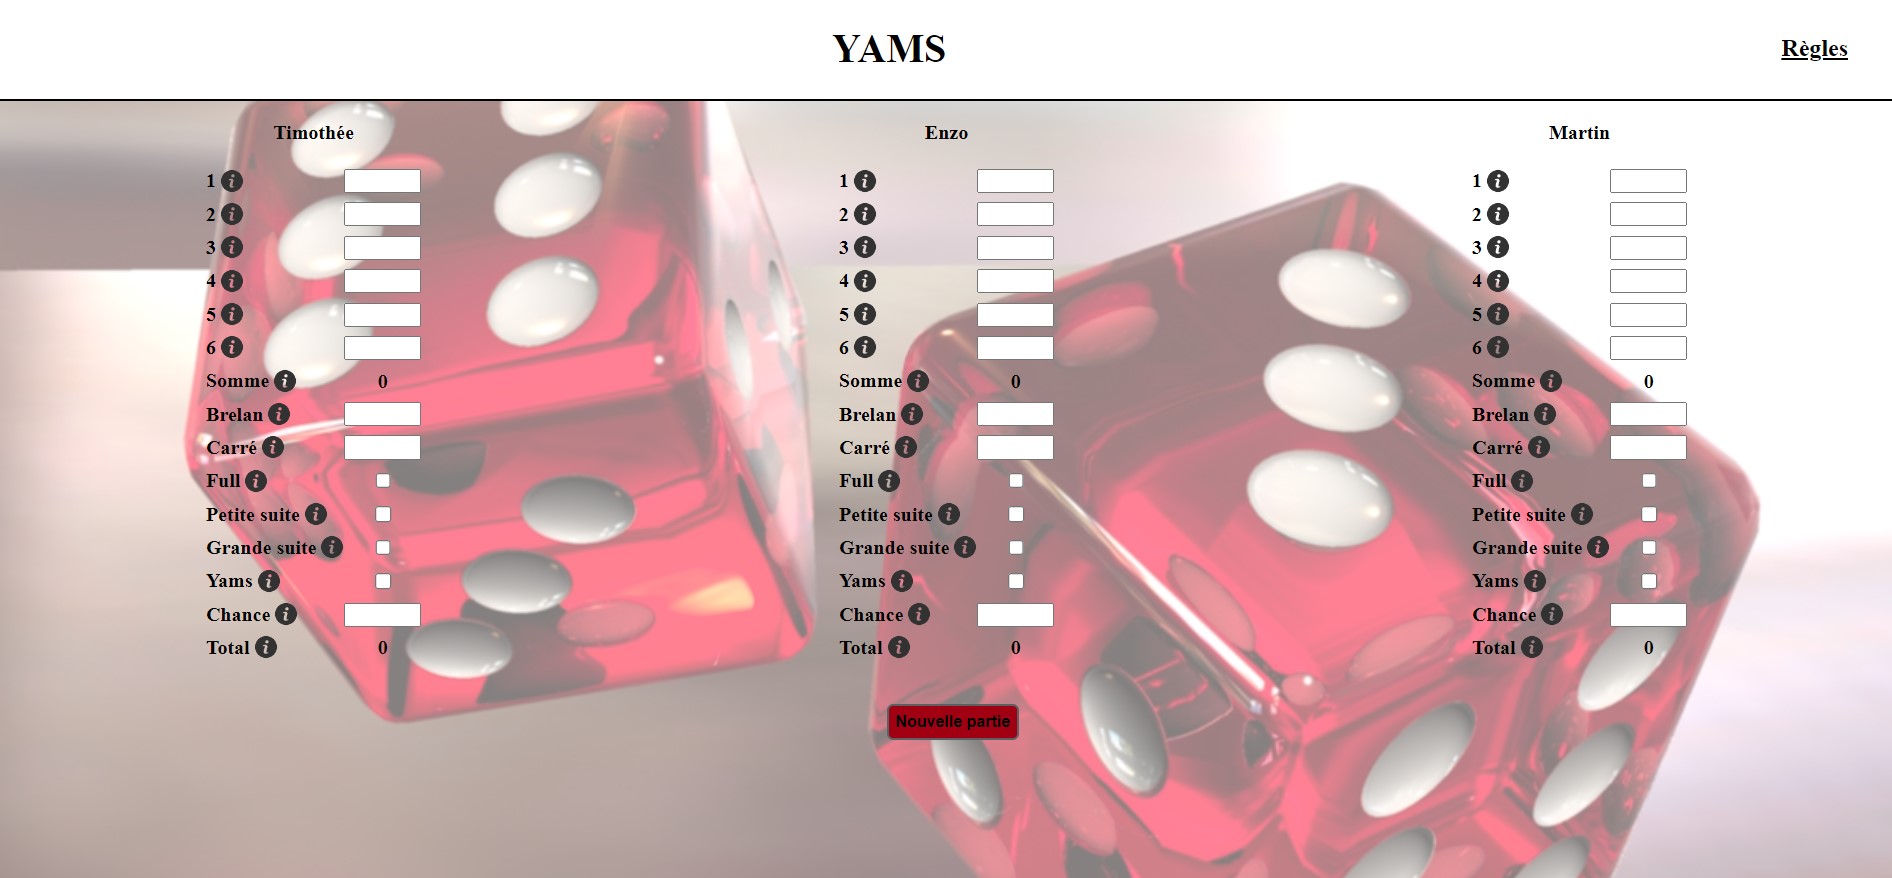 YAMS
Règles
Timothée
1 i
2 i
3 i
4 i
5 i
6 i
Somme i 0
Brelan i
Carré i
Full i
Petite suite i
Grande suite i
Yams i
Chance i
Total i 0
Enzo
1 i
2 i
3 i
4 i
5 i
6 i
Somme i 0
Brelan i
Carré i
Full i
Petite suite i
Grande suite i
Yams i
Chance i
Total i 0
Martin
1 i
2 i
3 i
4 i
5 i
6 i
Somme i 0
Brelan i
Carré i
Full i
Petite suite i
Grande suite i
Yams i
Chance i
Total i 0
Nouvelle partie